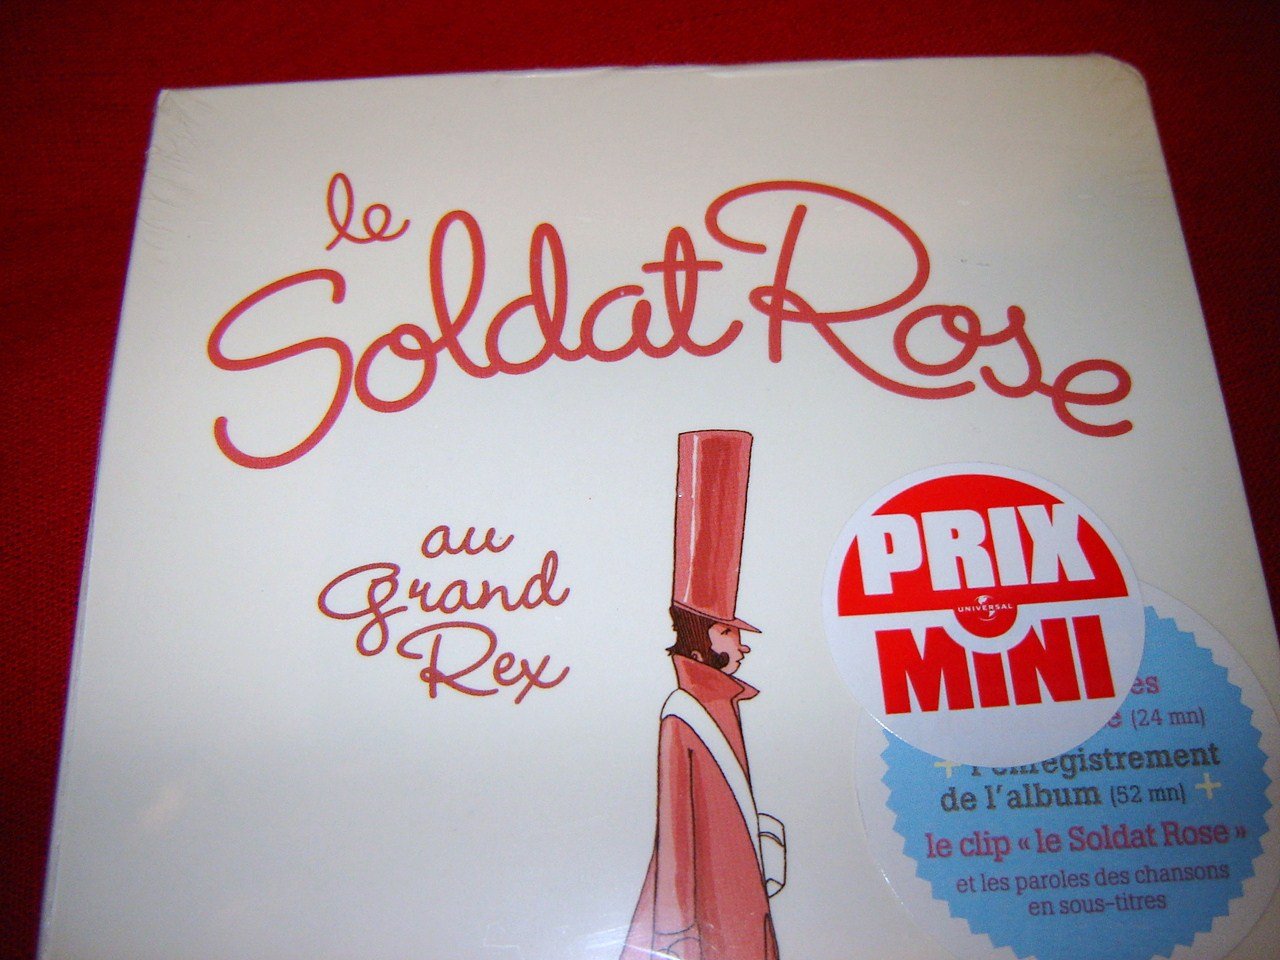 le
Soldat Rose
au
Grand
Rex
PRIX
UNIVERSAL
MiNi
(24 mn)
+ l'enregistrement
de l'album (52 mn) +
le clip « le Soldat Rose »
et les paroles des chansons
en sous-titres